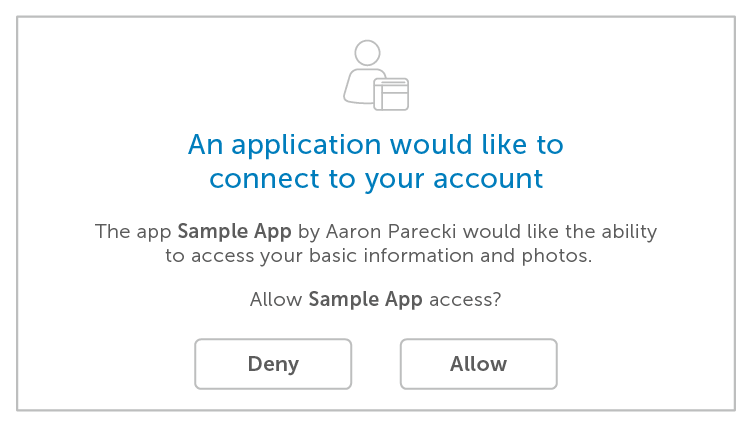 An application would like to
connect to your account
The app Sample App by Aaron Parecki would like the ability
to access your basic information and photos.
Allow Sample App access?
Deny
Allow